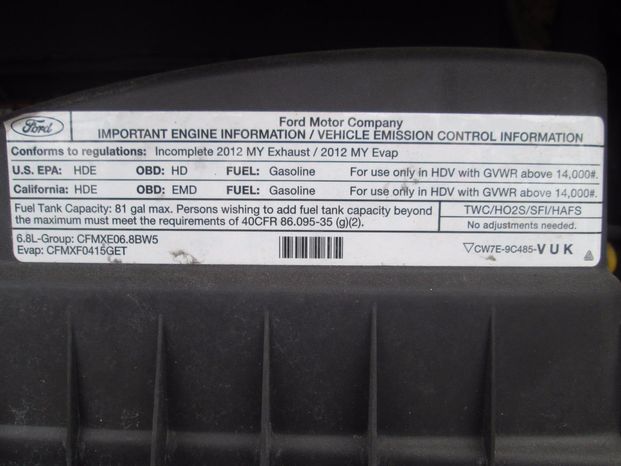 Ford
Ford Motor Company
IMPORTANT ENGINE INFORMATION / VEHICLE EMISSION CONTROL INFORMATION
Conforms to regulations: Incomplete 2012 MY Exhaust / 2012 MY Evap
U.S. EPA: HDE OBD: HD FUEL: Gasoline For use only in HDV with GVWR above 14,000#.
California: HDE OBD: EMD FUEL: Gasoline For use only in HDV with GVWR above 14,000#.
Fuel Tank Capacity: 81 gal max. Persons wishing to add fuel tank capacity beyond
the maximum must meet the requirements of 40CFR 86.095-35 (g)(2).
TWC/HO2S/SFI/HAFS
No adjustments needed.
6.8L-Group: CFMXE06.8BW5
Evap: CFMXF0415GET
▽CW7E-9C485-VUK